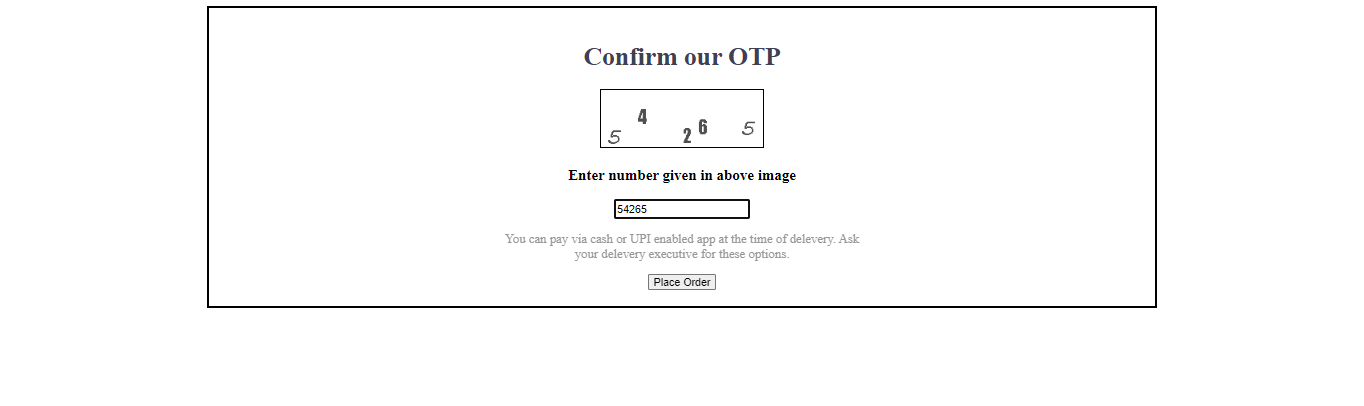 Confirm our OTP
5 4 2 6 5
Enter number given in above image
54265
You can pay via cash or UPI enabled app at the time of delevery. Ask
your delevery executive for these options.
Place Order